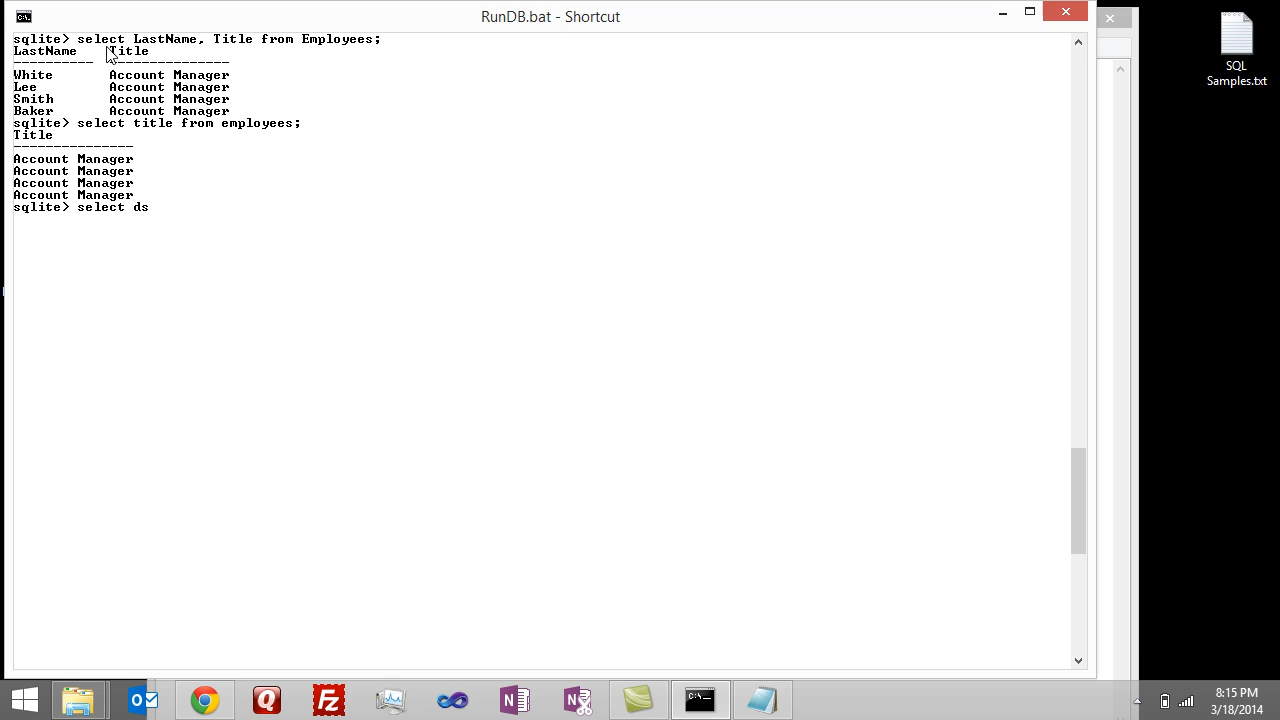 RunDB.bat - Shortcut
sqlite> select LastName, Title from Employees;
LastName Title
---------- ---------------
White Account Manager
Lee Account Manager
Smith Account Manager
Baker Account Manager
sqlite> select title from employees;
Title
---------------
Account Manager
Account Manager
Account Manager
Account Manager
sqlite> select ds
SQL
Samples.txt
8:15 PM
3/18/2014